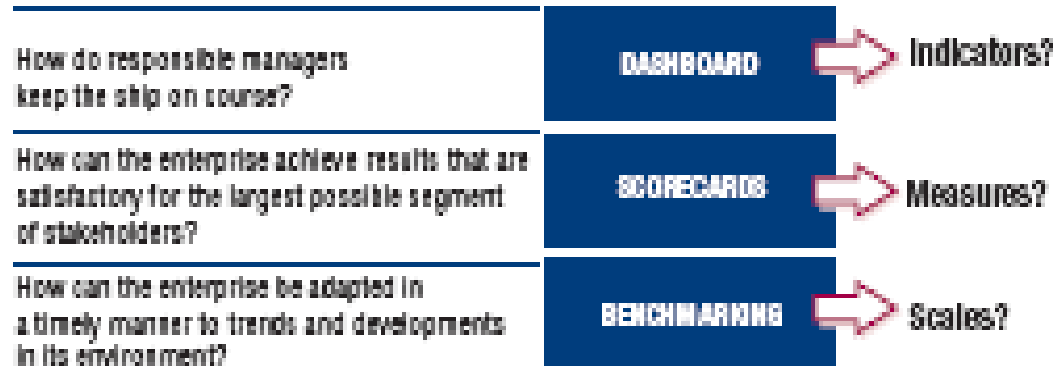 How do responsible managers
keep the ship on course?
DASHBOARD
Indicators?
How can the enterprise achieve results that are
satisfactory for the largest possible segment
of stakeholders?
SCORECARDS
Measures?
How can the enterprise be adapted in
a timely manner to trends and developments
in its environment?
BENCHMARKING
Scales?